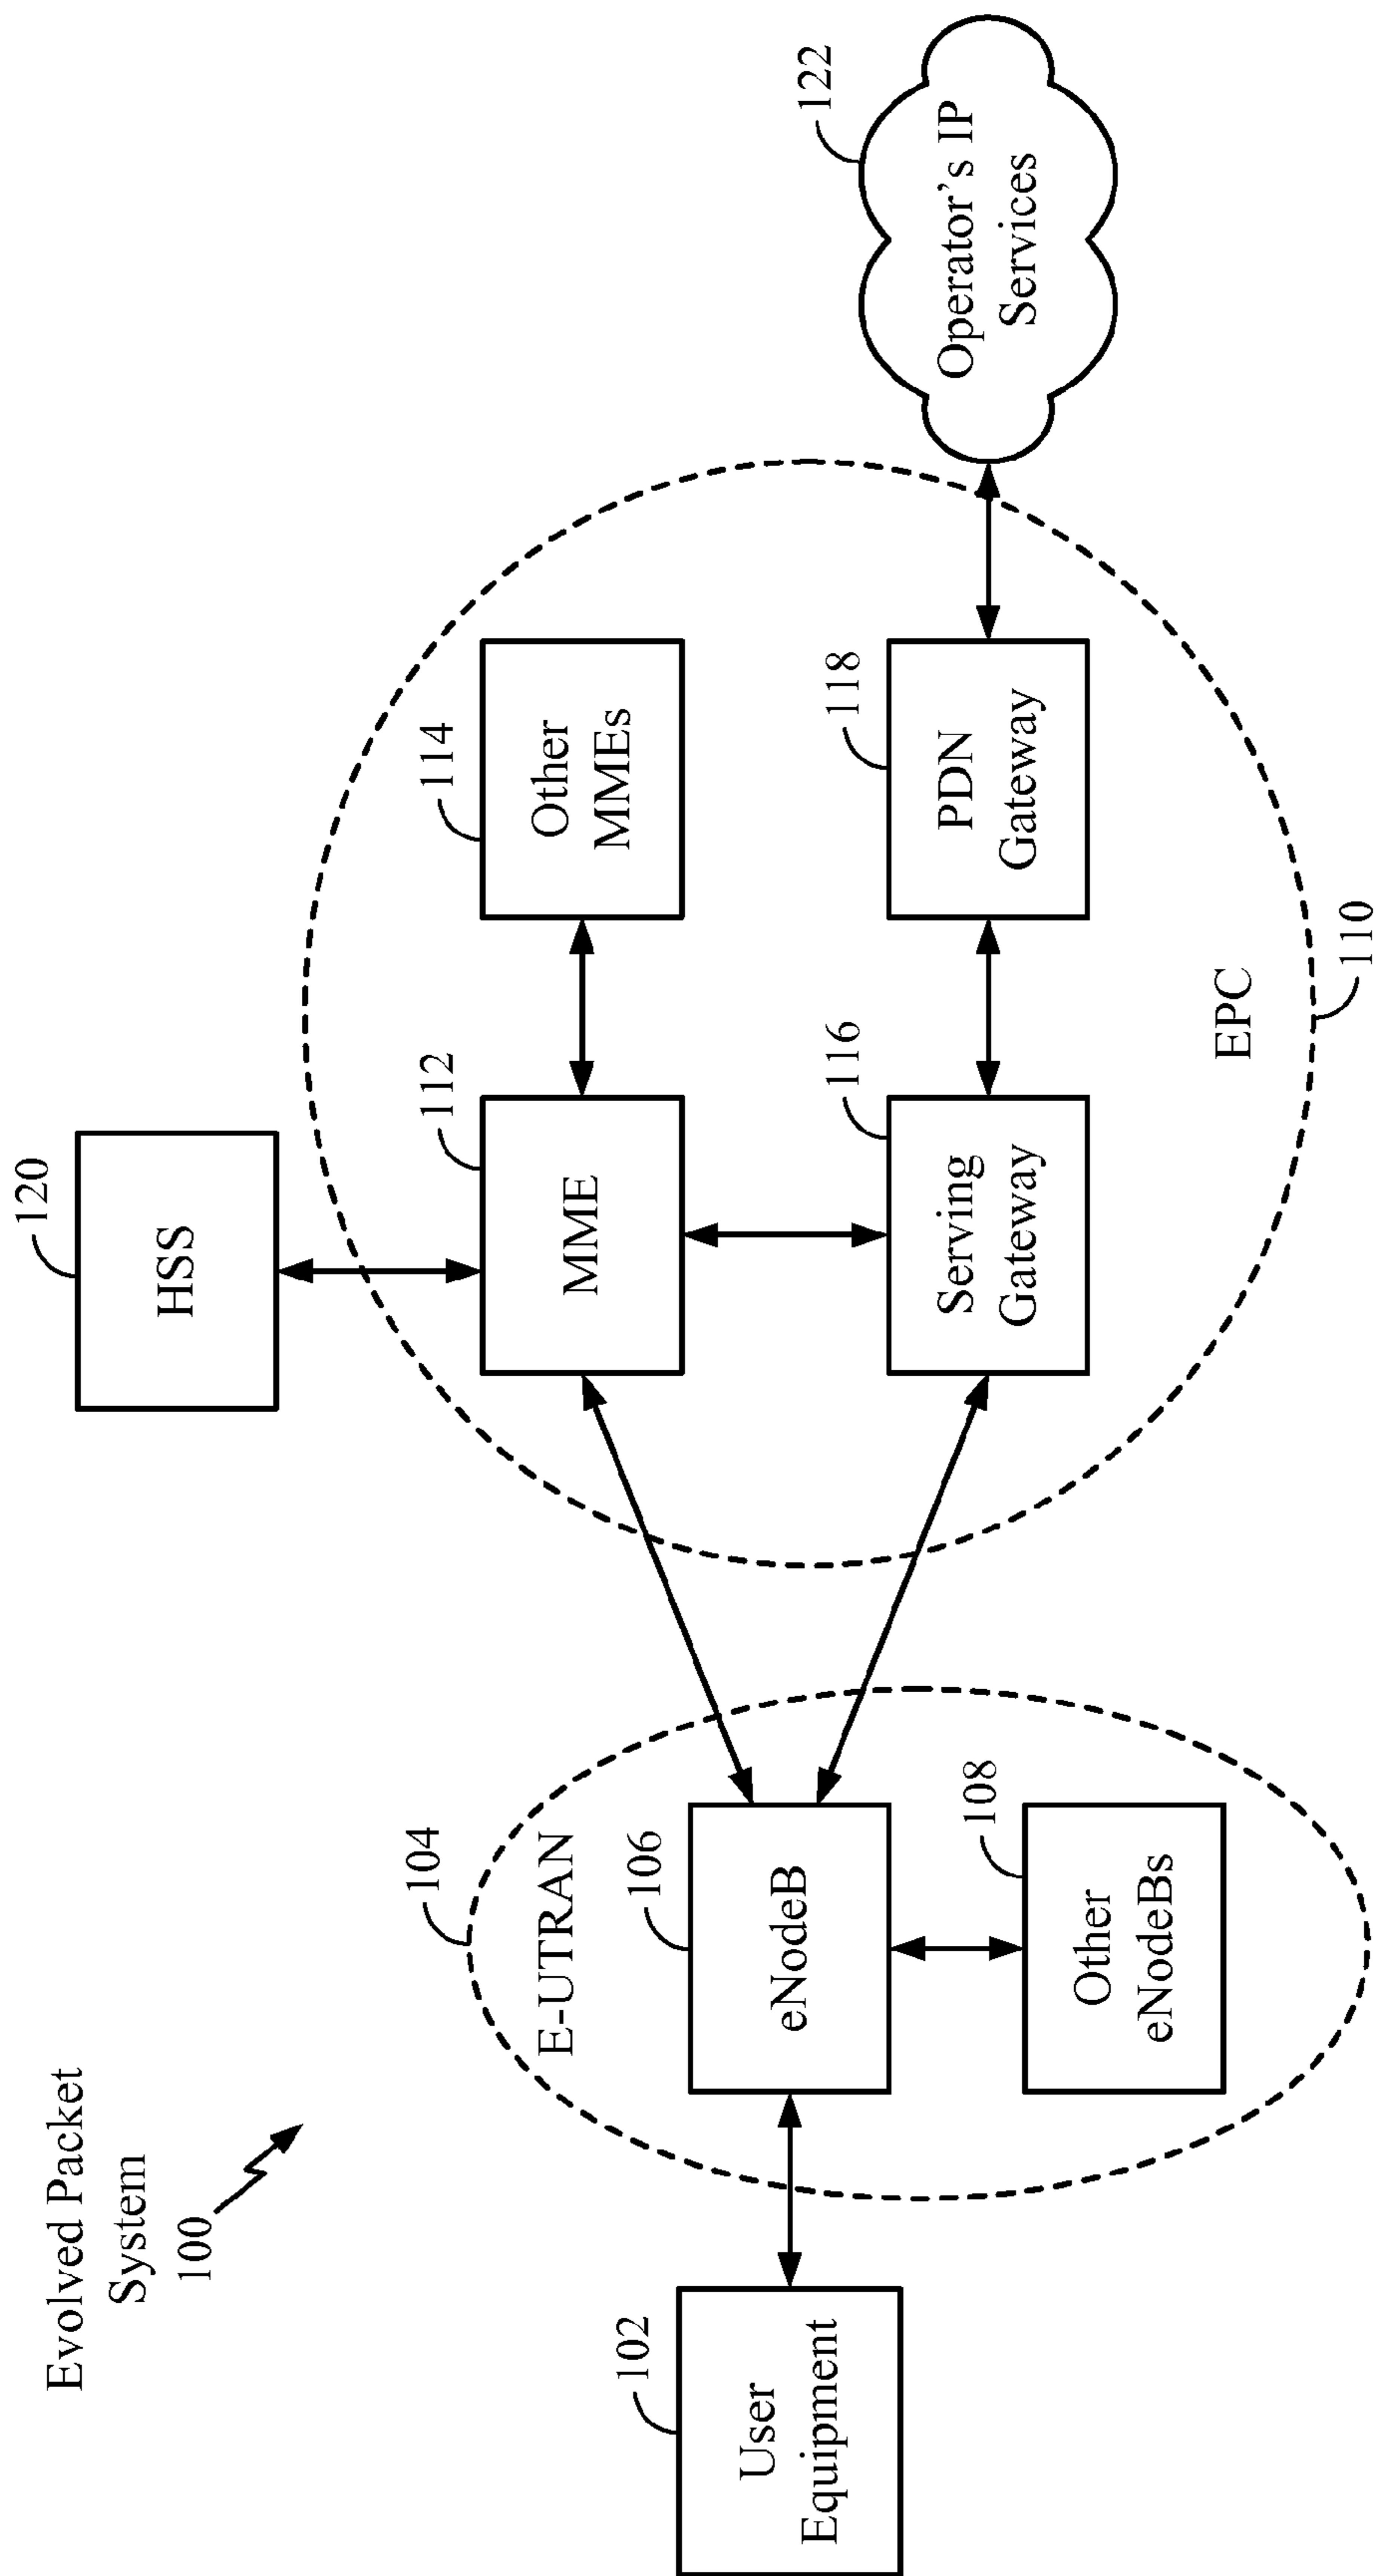 Evolved Packet
System
100
102
User
Equipment
104
E-UTRAN
106
eNodeB
108
Other
eNodeBs
120
HSS
112
MME
114
Other
MMEs
116
Serving
Gateway
118
PDN
Gateway
EPC
110
122
Operator’s IP
Services